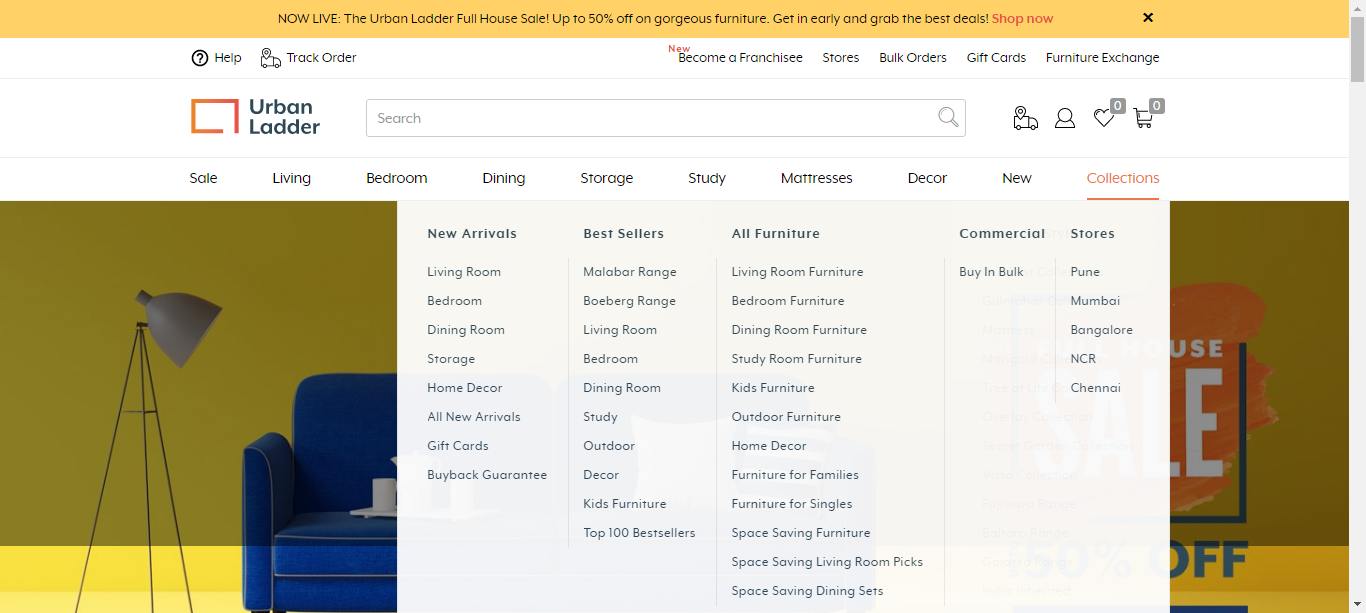 NOW LIVE: The Urban Ladder Full House Sale! Up to 50% off on gorgeous furniture. Get in early and grab the best deals! Shop now ×
Help Track Order New Become a Franchisee Stores Bulk Orders Gift Cards Furniture Exchange
Urban
Ladder
Search
0 0
Sale Living Bedroom Dining Storage Study Mattresses Decor New Collections
New Arrivals
Living Room
Bedroom
Dining Room
Storage
Home Decor
All New Arrivals
Gift Cards
Buyback Guarantee
Best Sellers
Malabar Range
Boeberg Range
Living Room
Bedroom
Dining Room
Study
Outdoor
Decor
Kids Furniture
Top 100 Bestsellers
All Furniture
Living Room Furniture
Bedroom Furniture
Dining Room Furniture
Study Room Furniture
Kids Furniture
Outdoor Furniture
Home Decor
Furniture for Families
Furniture for Singles
Space Saving Furniture
Space Saving Living Room Picks
Space Saving Dining Sets
Commercial
Buy In Bulk
Stores
Pune
Mumbai
Bangalore
NCR
Chennai
HOUSE
SALE
50% OFF